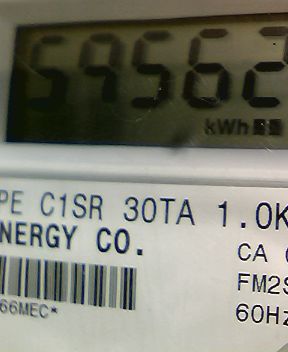 59562
kWh
PE C1SR 30TA 1.0K
NERGY CO.
CA
FM2S
60Hz
66MEC*